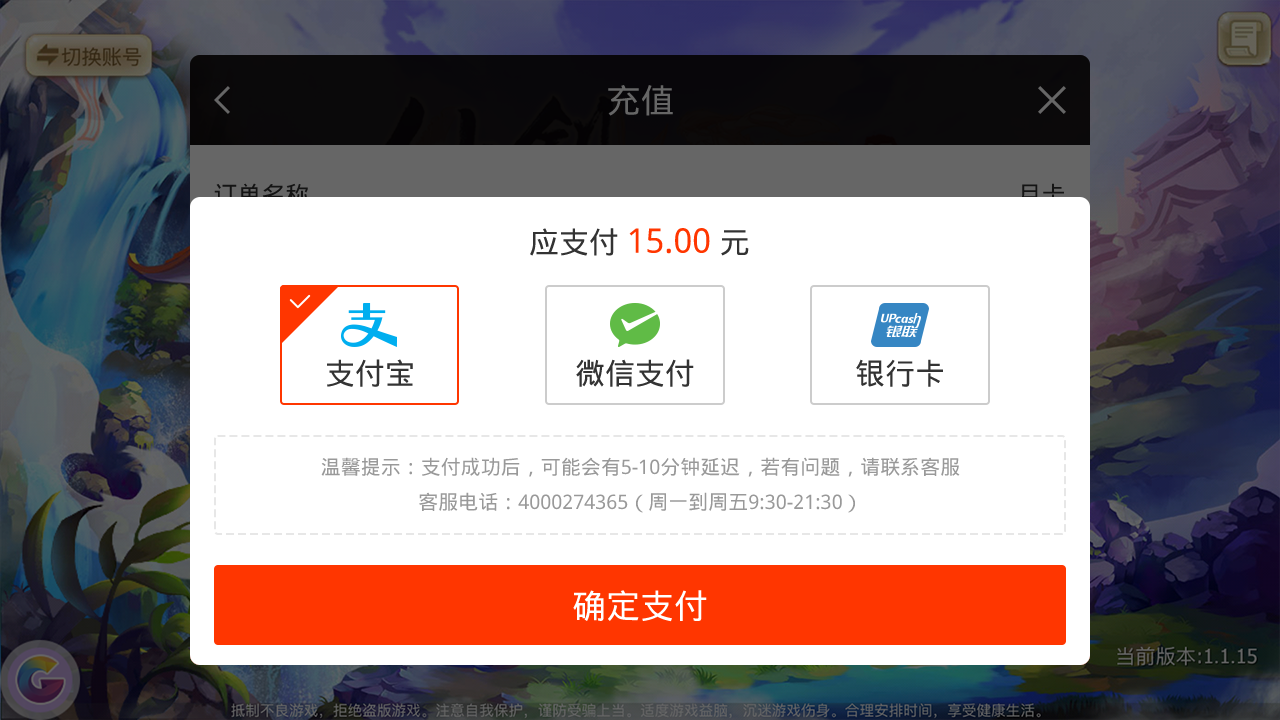 切换账号
充值
订单名称
月卡
应支付 15.00 元
UPcash
银联
支付宝
微信支付
银行卡
温馨提示：支付成功后，可能会有5-10分钟延迟，若有问题，请联系客服
客服电话：4000274365（周一到周五9:30-21:30）
确定支付
当前版本:1.1.15
抵制不良游戏，拒绝盗版游戏。注意自我保护，谨防受骗上当。适度游戏益脑，沉迷游戏伤身。合理安排时间，享受健康生活。